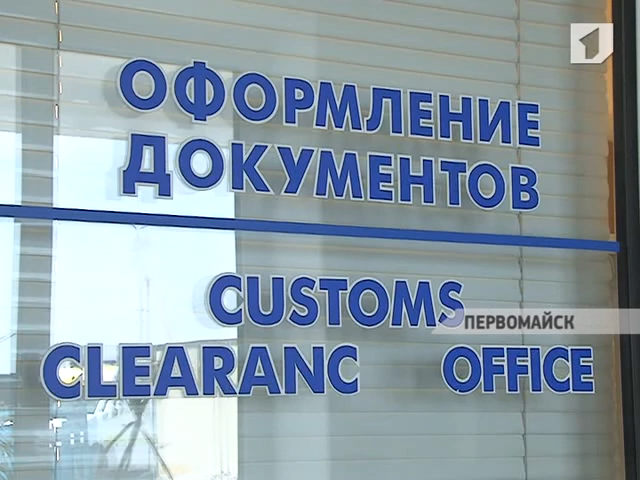 ОФОРМЛЕНИЕ
ДОКУМЕНТОВ
CUSTOMS
ПЕРВОМАЙСК
CLEARANC OFFICE